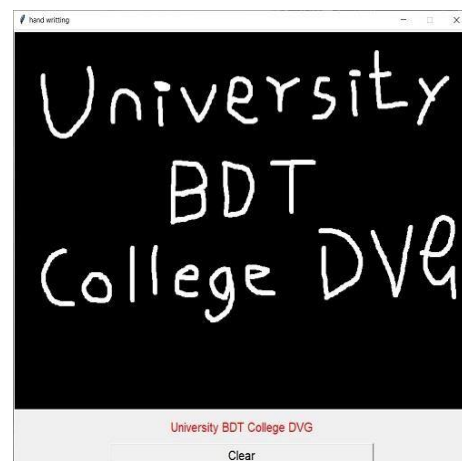 hand writting
University
BDT
College DVG
University BDT College DVG
Clear